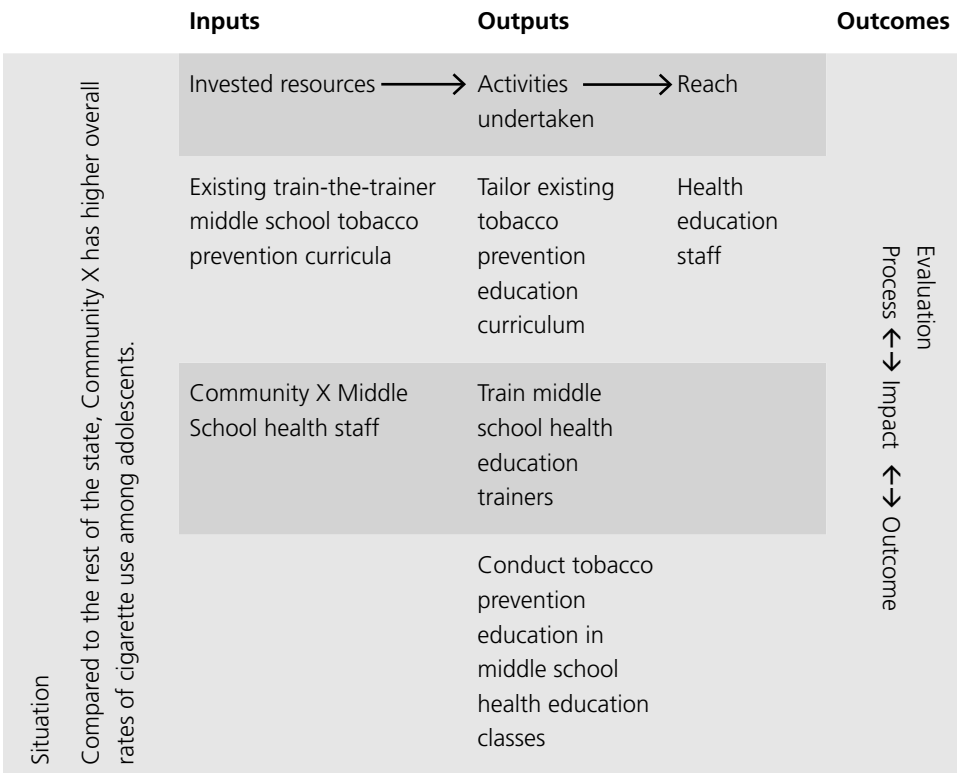 Inputs
Outputs
Outcomes
Situation
Compared to the rest of the state, Community X has higher overall
rates of cigarette use among adolescents.
Invested resources → Activities → Reach
undertaken
Existing train-the-trainer
middle school tobacco
prevention curricula
Tailor existing
tobacco
prevention
education
curriculum
Health
education
staff
Community X Middle
School health staff
Train middle
school health
education
trainers
Conduct tobacco
prevention
education in
middle school
health education
classes
Evaluation
Process ←→ Impact ←→ Outcome